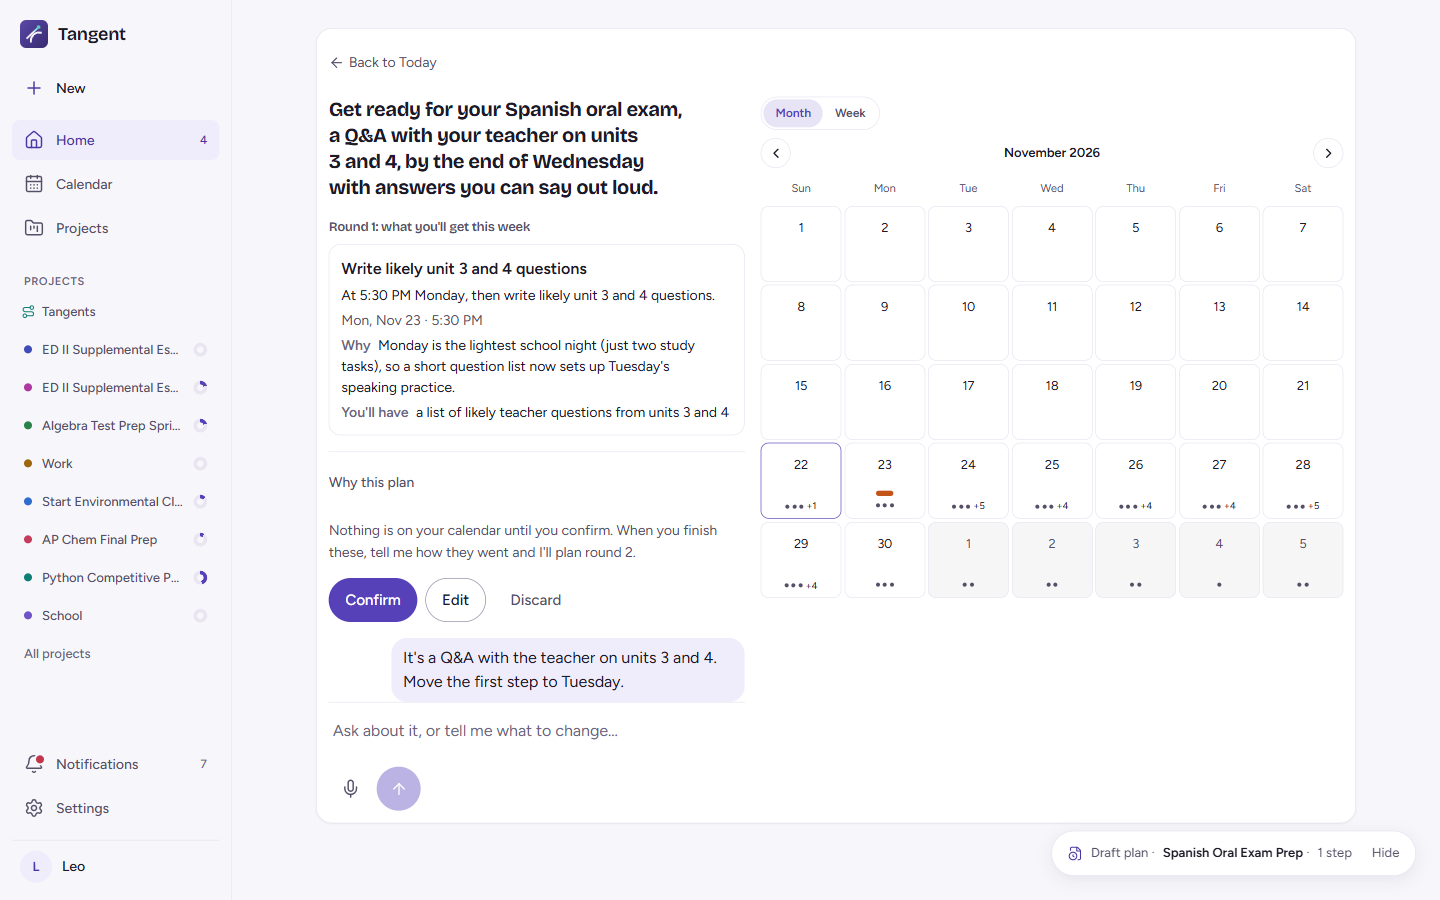 Tangent
New
Home 4
Calendar
Projects
PROJECTS
Tangents
ED II Supplemental Es...
ED II Supplemental Es...
Algebra Test Prep Spri...
Work
Start Environmental Cl...
AP Chem Final Prep
Python Competitive P...
School
All projects
Notifications 7
Settings
L Leo
Back to Today
Get ready for your Spanish oral exam,
a Q&A with your teacher on units
3 and 4, by the end of Wednesday
with answers you can say out loud.
Round 1: what you'll get this week
Write likely unit 3 and 4 questions
At 5:30 PM Monday, then write likely unit 3 and 4 questions.
Mon, Nov 23 · 5:30 PM
Why Monday is the lightest school night (just two study
tasks), so a short question list now sets up Tuesday's
speaking practice.
You'll have a list of likely teacher questions from units 3 and 4
Why this plan
Nothing is on your calendar until you confirm. When you finish
these, tell me how they went and I'll plan round 2.
Confirm Edit Discard
It's a Q&A with the teacher on units 3 and 4.
Move the first step to Tuesday.
Ask about it, or tell me what to change...
Month Week
November 2026
Sun Mon Tue Wed Thu Fri Sat
1 2 3 4 5 6 7
8 9 10 11 12 13 14
15 16 17 18 19 20 21
22 23 24 25 26 27 28
+1 +5 +4 +4 +4 +5
29 30 1 2 3 4 5
+4
Draft plan · Spanish Oral Exam Prep · 1 step Hide